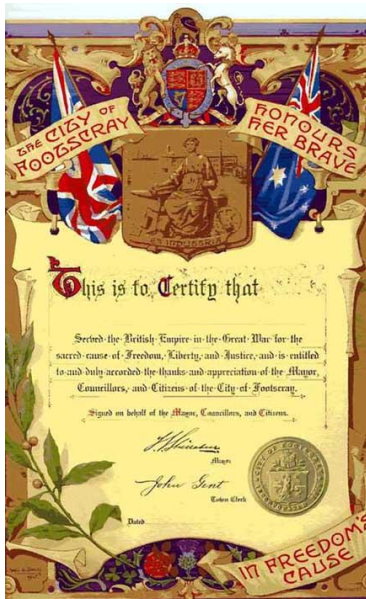 THE CITY OF
FOOTSCRAY
HONOURS
HER BRAVE
This is to Certify that
Served the British Empire in the Great War for the
sacred cause of Freedom, Liberty, and Justice, and is entitled
to and duly accorded the thanks and appreciation of the Mayor,
Councillors, and Citizens of the City of Footscray.
Signed on behalf of the Mayor, Councillors, and Citizens.
Mayor
John Gent
Town Clerk
Dated
IN FREEDOM'S
CAUSE